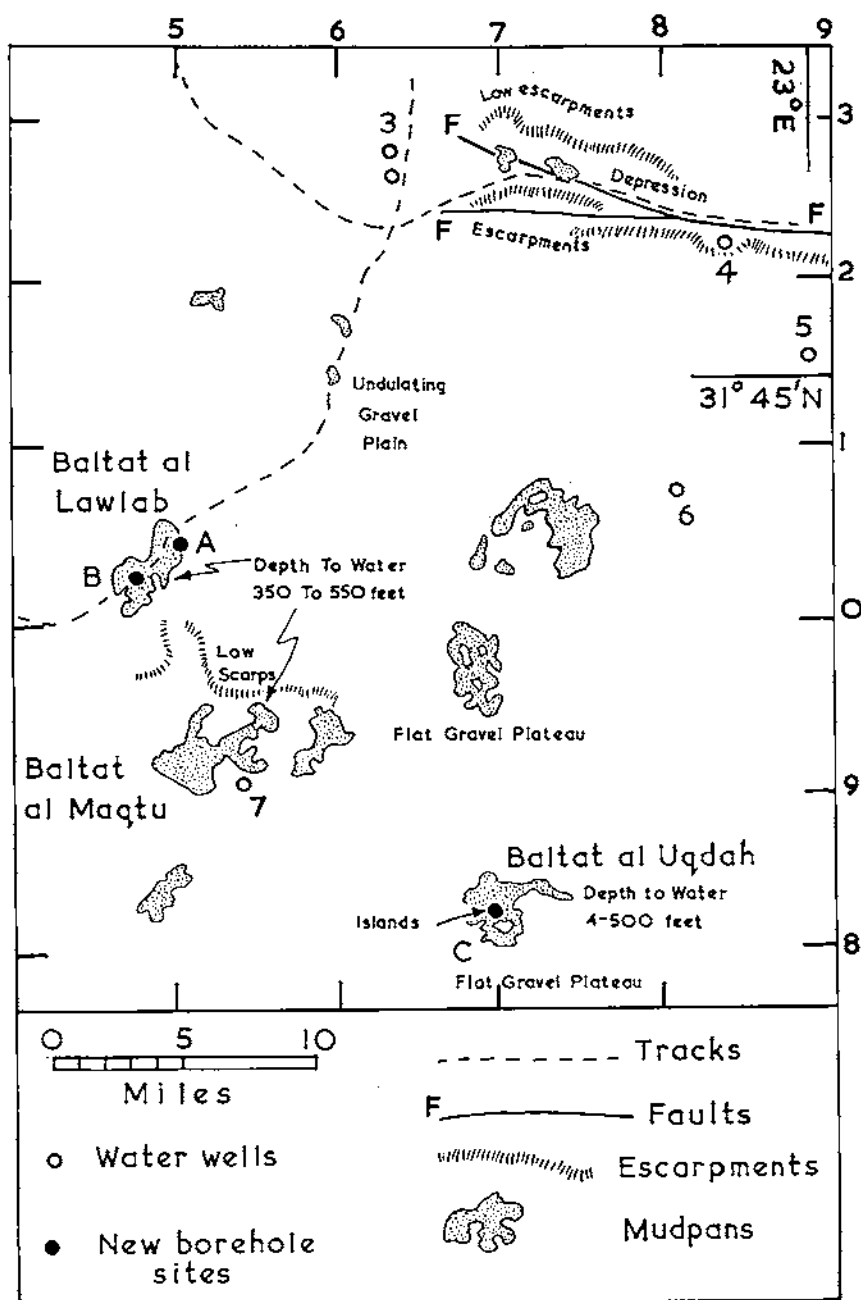 5 6 7 8 9
23°E
3
3
Low escarpments
F
Depression
F
F
Escarpments
4
2
5
31° 45' N
Undulating
Gravel
Plain
1
Baltat al
Lawlab
6
A
B
Depth To Water
350 To 550 feet
0
Low
Scarps
Flat Gravel Plateau
Baltat
al Maqtu
7
9
Baltat al Uqdah
Depth to Water
4-500 feet
Islands
C
8
Flat Gravel Plateau
0 5 10
Miles
Tracks
F
Faults
Water wells
Escarpments
Mudpans
New borehole
sites